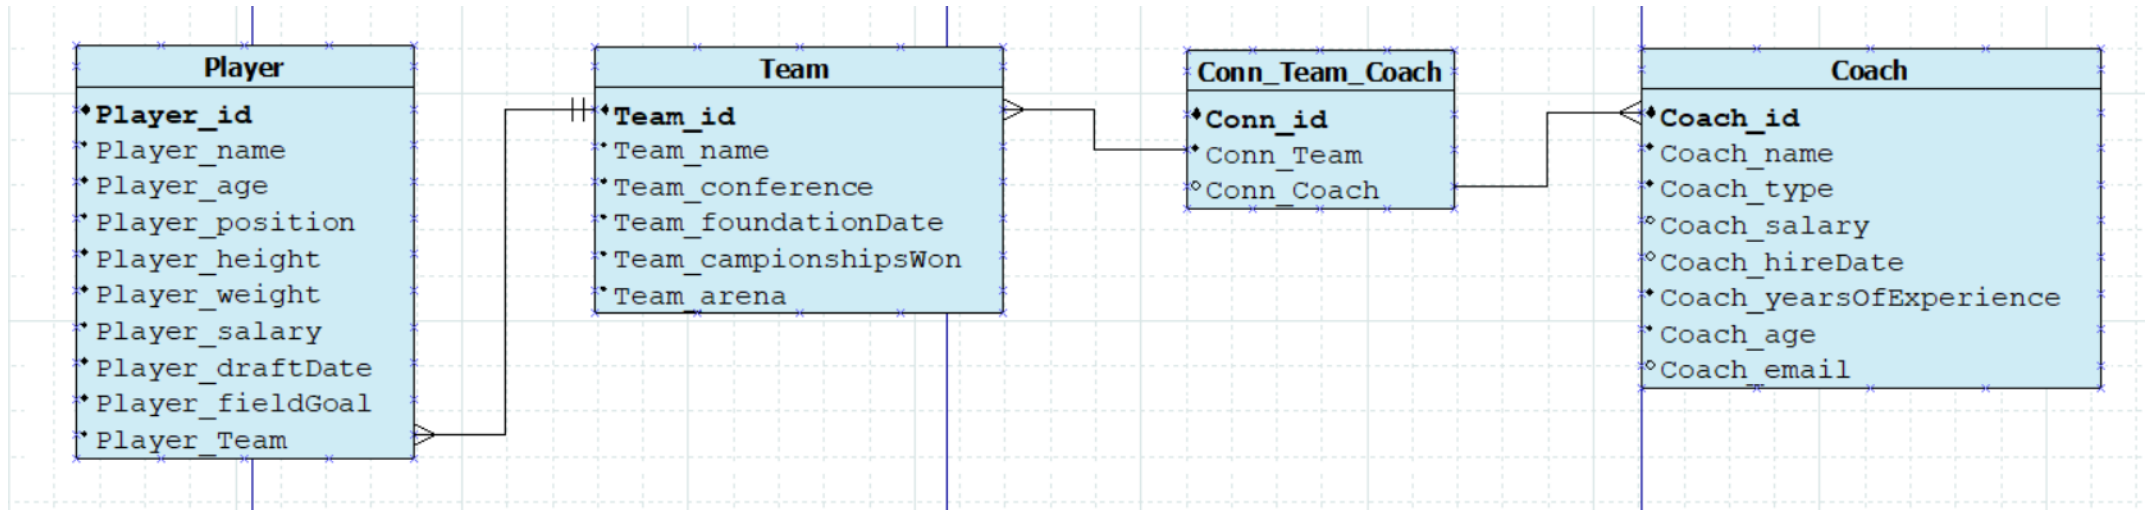 Player
Player_id
Player_name
Player_age
Player_position
Player_height
Player_weight
Player_salary
Player_draftDate
Player_fieldGoal
Player_Team
Team
Team_id
Team_name
Team_conference
Team_foundationDate
Team_campionshipsWon
Team_arena
Conn_Team_Coach
Conn_id
Conn_Team
Conn_Coach
Coach
Coach_id
Coach_name
Coach_type
Coach_salary
Coach_hireDate
Coach_yearsOfExperience
Coach_age
Coach_email